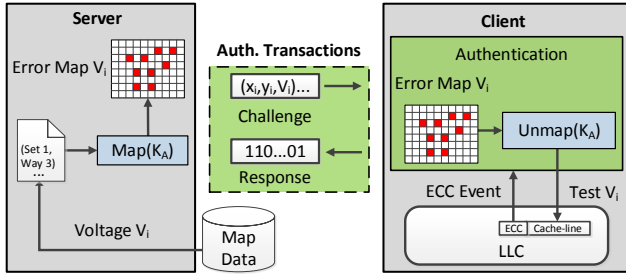 Server
Error Map Vi
(Set 1,
Way 3)
...
Map(KA)
Voltage Vi
Map
Data
Auth. Transactions
(xi,yi,Vi)...
Challenge
110...01
Response
Client
Authentication
Error Map Vi
Unmap(KA)
ECC Event
Test Vi
ECC
Cache-line
LLC